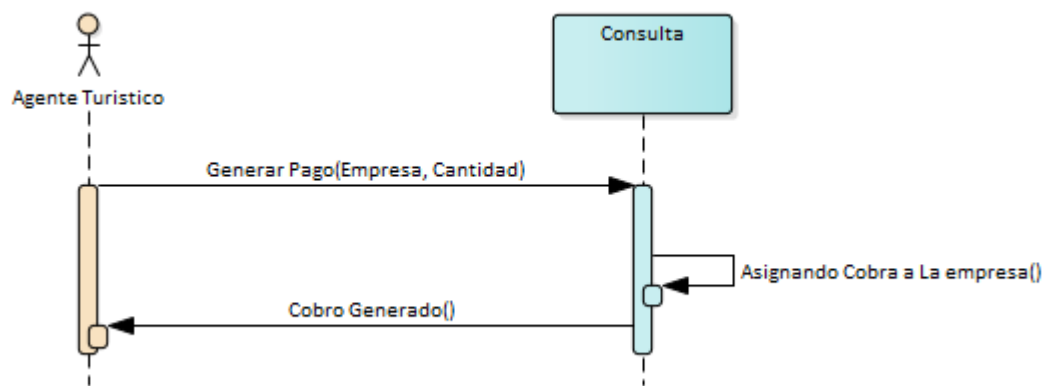 Consulta
Agente Turistico
Generar Pago(Empresa, Cantidad)
Asignando Cobra a La empresa()
Cobro Generado()